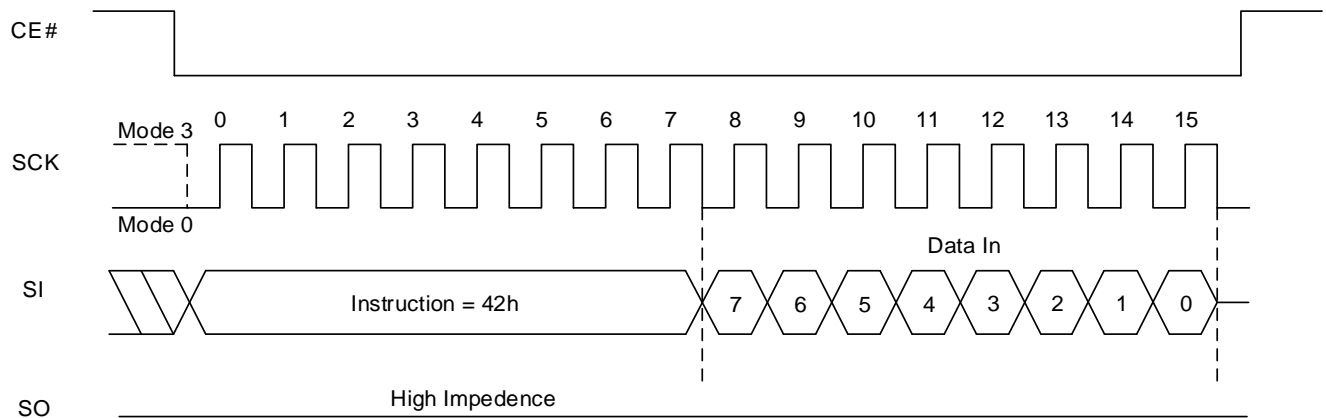 CE#
0 1 2 3 4 5 6 7 8 9 10 11 12 13 14 15
Mode 3
SCK
Mode 0
Data In
SI
Instruction = 42h
7 6 5 4 3 2 1 0
High Impedence
SO